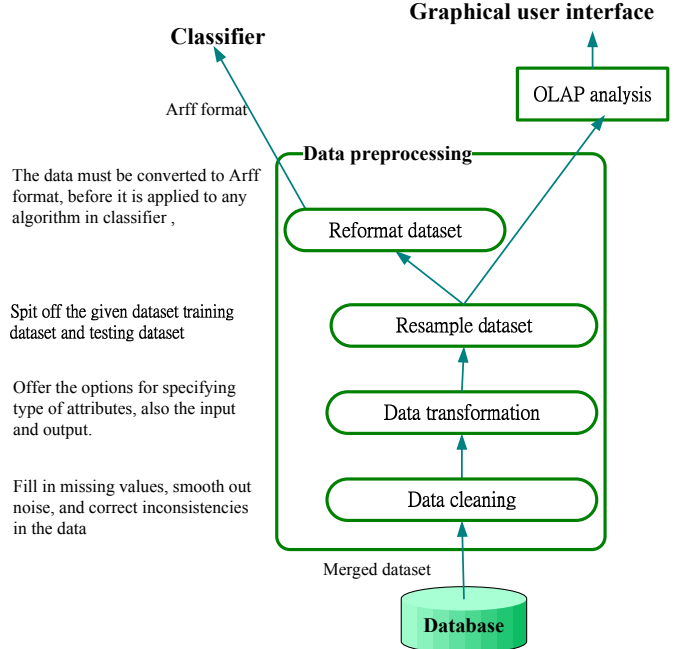 Graphical user interface
Classifier
OLAP analysis
Arff format
Data preprocessing
The data must be converted to Arff
format, before it is applied to any
algorithm in classifier ,
Reformat dataset
Spit off the given dataset training
dataset and testing dataset
Resample dataset
Offer the options for specifying
type of attributes, also the input
and output.
Data transformation
Fill in missing values, smooth out
noise, and correct inconsistencies
in the data
Data cleaning
Merged dataset
Database